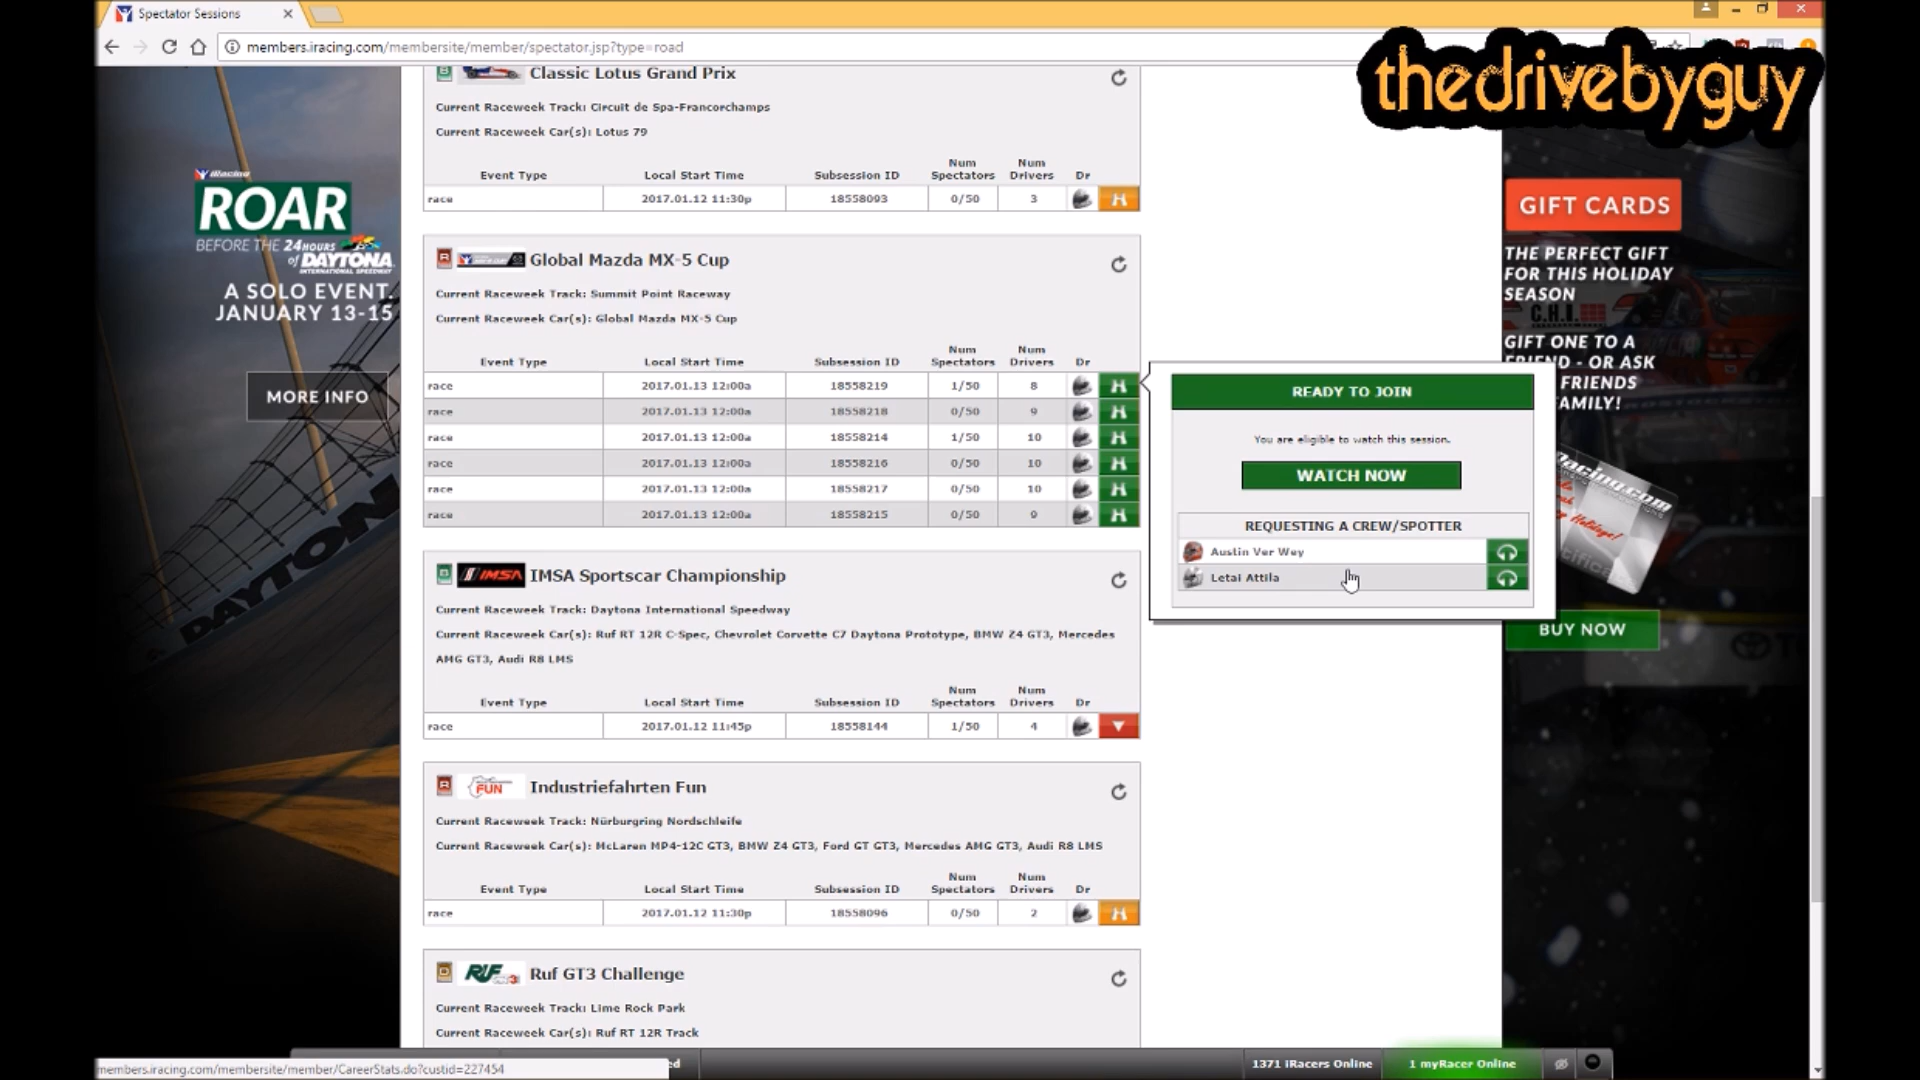 Spectator Sessions
members.iracing.com/membersite/member/spectator.jsp?type=road
thedrivebyguy
iRacing
ROAR
BEFORE THE 24 HOURS
of DAYTONA
INTERNATIONAL SPEEDWAY
A SOLO EVENT
JANUARY 13-15
MORE INFO
DAYTONA
Classic Lotus Grand Prix
Current Raceweek Track: Circuit de Spa-Francorchamps
Current Raceweek Car(s): Lotus 79
Event Type Local Start Time Subsession ID Num Spectators Num Drivers Dr
race 2017.01.12 11:30p 18558093 0/50 3
R Global Mazda MX-5 Cup
Current Raceweek Track: Summit Point Raceway
Current Raceweek Car(s): Global Mazda MX-5 Cup
Event Type Local Start Time Subsession ID Num Spectators Num Drivers Dr
race 2017.01.13 12:00a 18558219 1/50 8
race 2017.01.13 12:00a 18558218 0/50 9
race 2017.01.13 12:00a 18558214 1/50 10
race 2017.01.13 12:00a 18558216 0/50 10
race 2017.01.13 12:00a 18558217 0/50 10
race 2017.01.13 12:00a 18558215 0/50 9
READY TO JOIN
You are eligible to watch this session.
WATCH NOW
REQUESTING A CREW/SPOTTER
Austin Ver Wey
Letai Attila
IMSA IMSA Sportscar Championship
Current Raceweek Track: Daytona International Speedway
Current Raceweek Car(s): Ruf RT 12R C-Spec, Chevrolet Corvette C7 Daytona Prototype, BMW Z4 GT3, Mercedes
AMG GT3, Audi R8 LMS
Event Type Local Start Time Subsession ID Num Spectators Num Drivers Dr
race 2017.01.12 11:45p 18558144 1/50 4
R FUN Industriefahrten Fun
Current Raceweek Track: Nürburgring Nordschleife
Current Raceweek Car(s): McLaren MP4-12C GT3, BMW Z4 GT3, Ford GT GT3, Mercedes AMG GT3, Audi R8 LMS
Event Type Local Start Time Subsession ID Num Spectators Num Drivers Dr
race 2017.01.12 11:30p 18558096 0/50 2
D RUF Ruf GT3 Challenge
Current Raceweek Track: Lime Rock Park
Current Raceweek Car(s): Ruf RT 12R Track
GIFT CARDS
THE PERFECT GIFT
FOR THIS HOLIDAY
SEASON
C.H.I.
GIFT ONE TO A
FRIEND - OR ASK
FRIENDS
AMILY!
Racing.com
Holidays!
BUY NOW
members.iracing.com/membersite/member/CareerStats.do?custid=227454
ed
1371 iRacers Online
1 myRacer Online